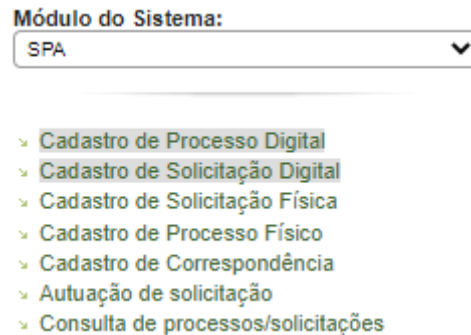 Módulo do Sistema:
SPA
Cadastro de Processo Digital
Cadastro de Solicitação Digital
Cadastro de Solicitação Física
Cadastro de Processo Físico
Cadastro de Correspondência
Autuação de solicitação
Consulta de processos/solicitações